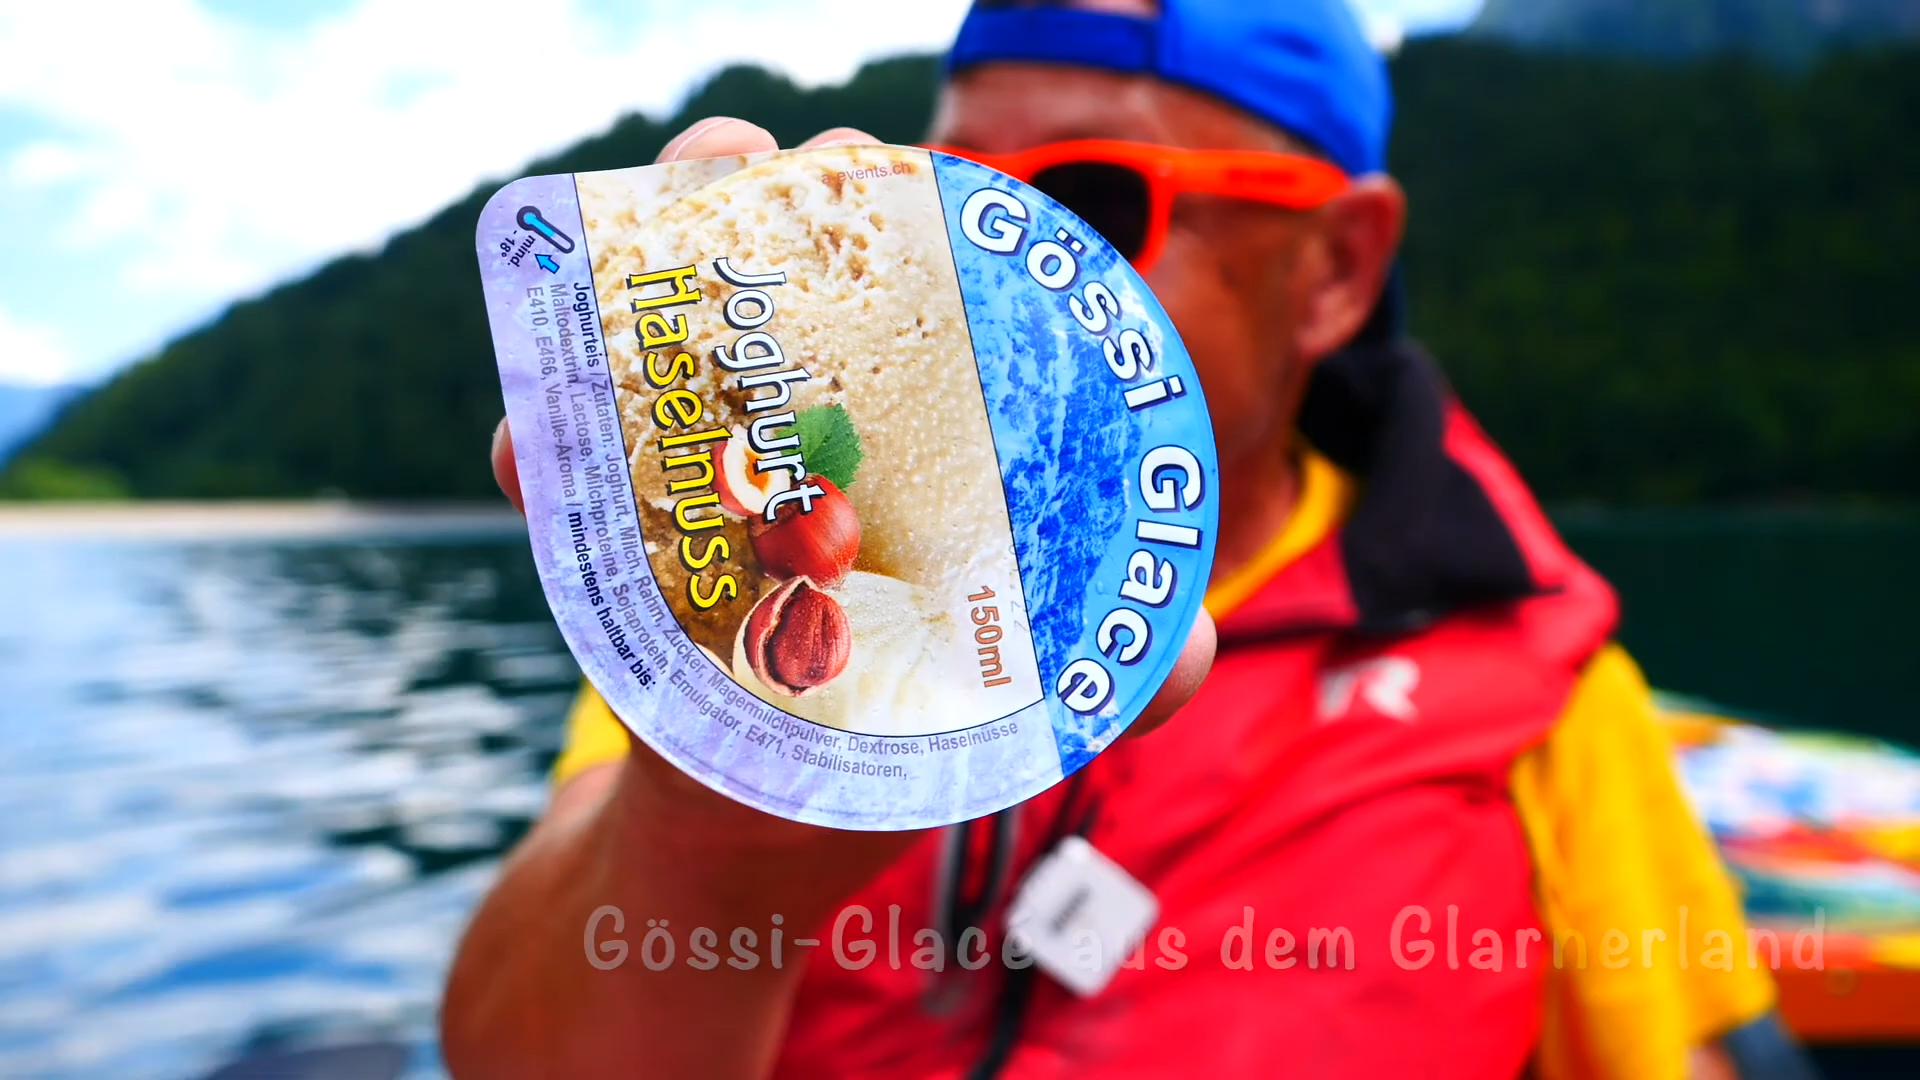 Gössi Glace
a-events.ch
Joghurt
Haselnuss
150ml
mind.
- 18°
Joghurteis / Zutaten: Joghurt, Milch, Rahm, Zucker, Magermilchpulver, Dextrose, Haselnüsse
Maltodextrin, Lactose, Milchproteine, Sojaprotein, Emulgator, E471, Stabilisatoren,
E410, E466, Vanille-Aroma / mindestens haltbar bis:
Gössi-Glace aus dem Glarnerland